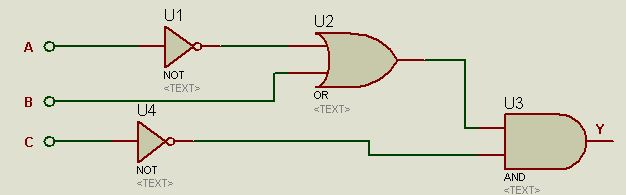 U1
A
NOT
<TEXT>
U2
OR
<TEXT>
B
U4
C
NOT
<TEXT>
U3
Y
AND
<TEXT>